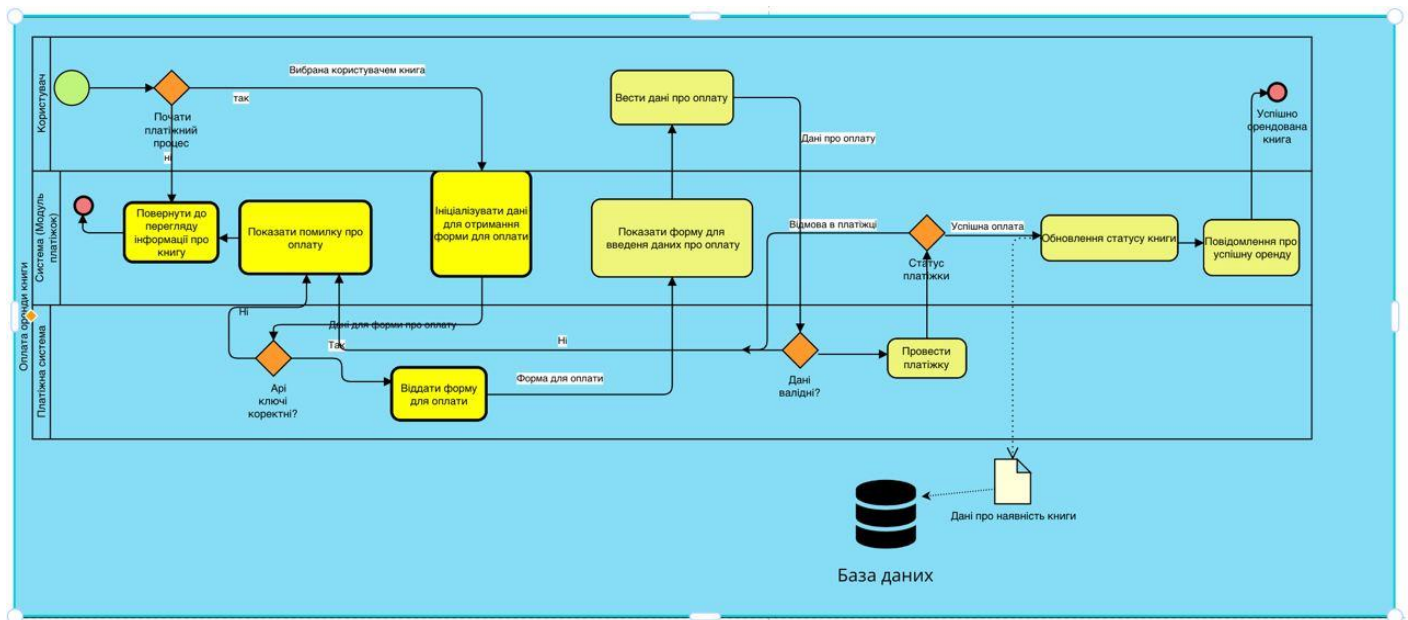 Оплата оренди книги
Користувач
Почати
платіжний
процес
так
ні
Вибрана користувачем книга
Вести дані про оплату
Дані про оплату
Успішно
орендована
книга
Система (Модуль
платіжок)
Повернути до
перегляду
інформації про
книгу
Показати помилку про
оплату
Ініціалізувати дані
для отримання
форми для оплати
Показати форму для
введеня даних про оплату
Відмова в платіжці
Статус
платіжки
Успішна оплата
Обновлення статусу книги
Повідомлення про
успішну оренду
Платіжна система
Ні
Дані для форми про оплату
Так
Арі
ключі
коректні?
Віддати форму
для оплати
Форма для оплати
Ні
Дані
валідні?
Провести
платіжку
Дані про наявність книги
База даних